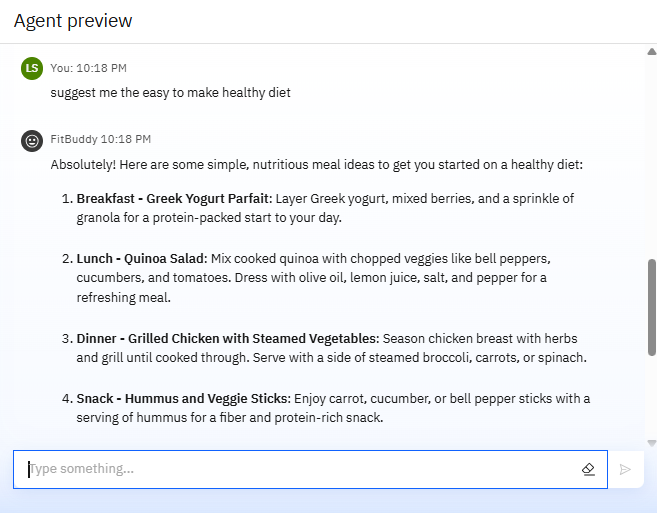 Agent preview
LS You: 10:18 PM
suggest me the easy to make healthy diet
FitBuddy 10:18 PM
Absolutely! Here are some simple, nutritious meal ideas to get you started on a healthy diet:
1. Breakfast - Greek Yogurt Parfait: Layer Greek yogurt, mixed berries, and a sprinkle of
granola for a protein-packed start to your day.
2. Lunch - Quinoa Salad: Mix cooked quinoa with chopped veggies like bell peppers,
cucumbers, and tomatoes. Dress with olive oil, lemon juice, salt, and pepper for a
refreshing meal.
3. Dinner - Grilled Chicken with Steamed Vegetables: Season chicken breast with herbs
and grill until cooked through. Serve with a side of steamed broccoli, carrots, or spinach.
4. Snack - Hummus and Veggie Sticks: Enjoy carrot, cucumber, or bell pepper sticks with a
serving of hummus for a fiber and protein-rich snack.
Type something...